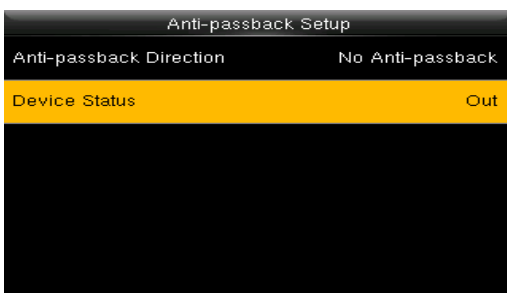 Anti-passback Setup
Anti-passback Direction No Anti-passback
Device Status Out